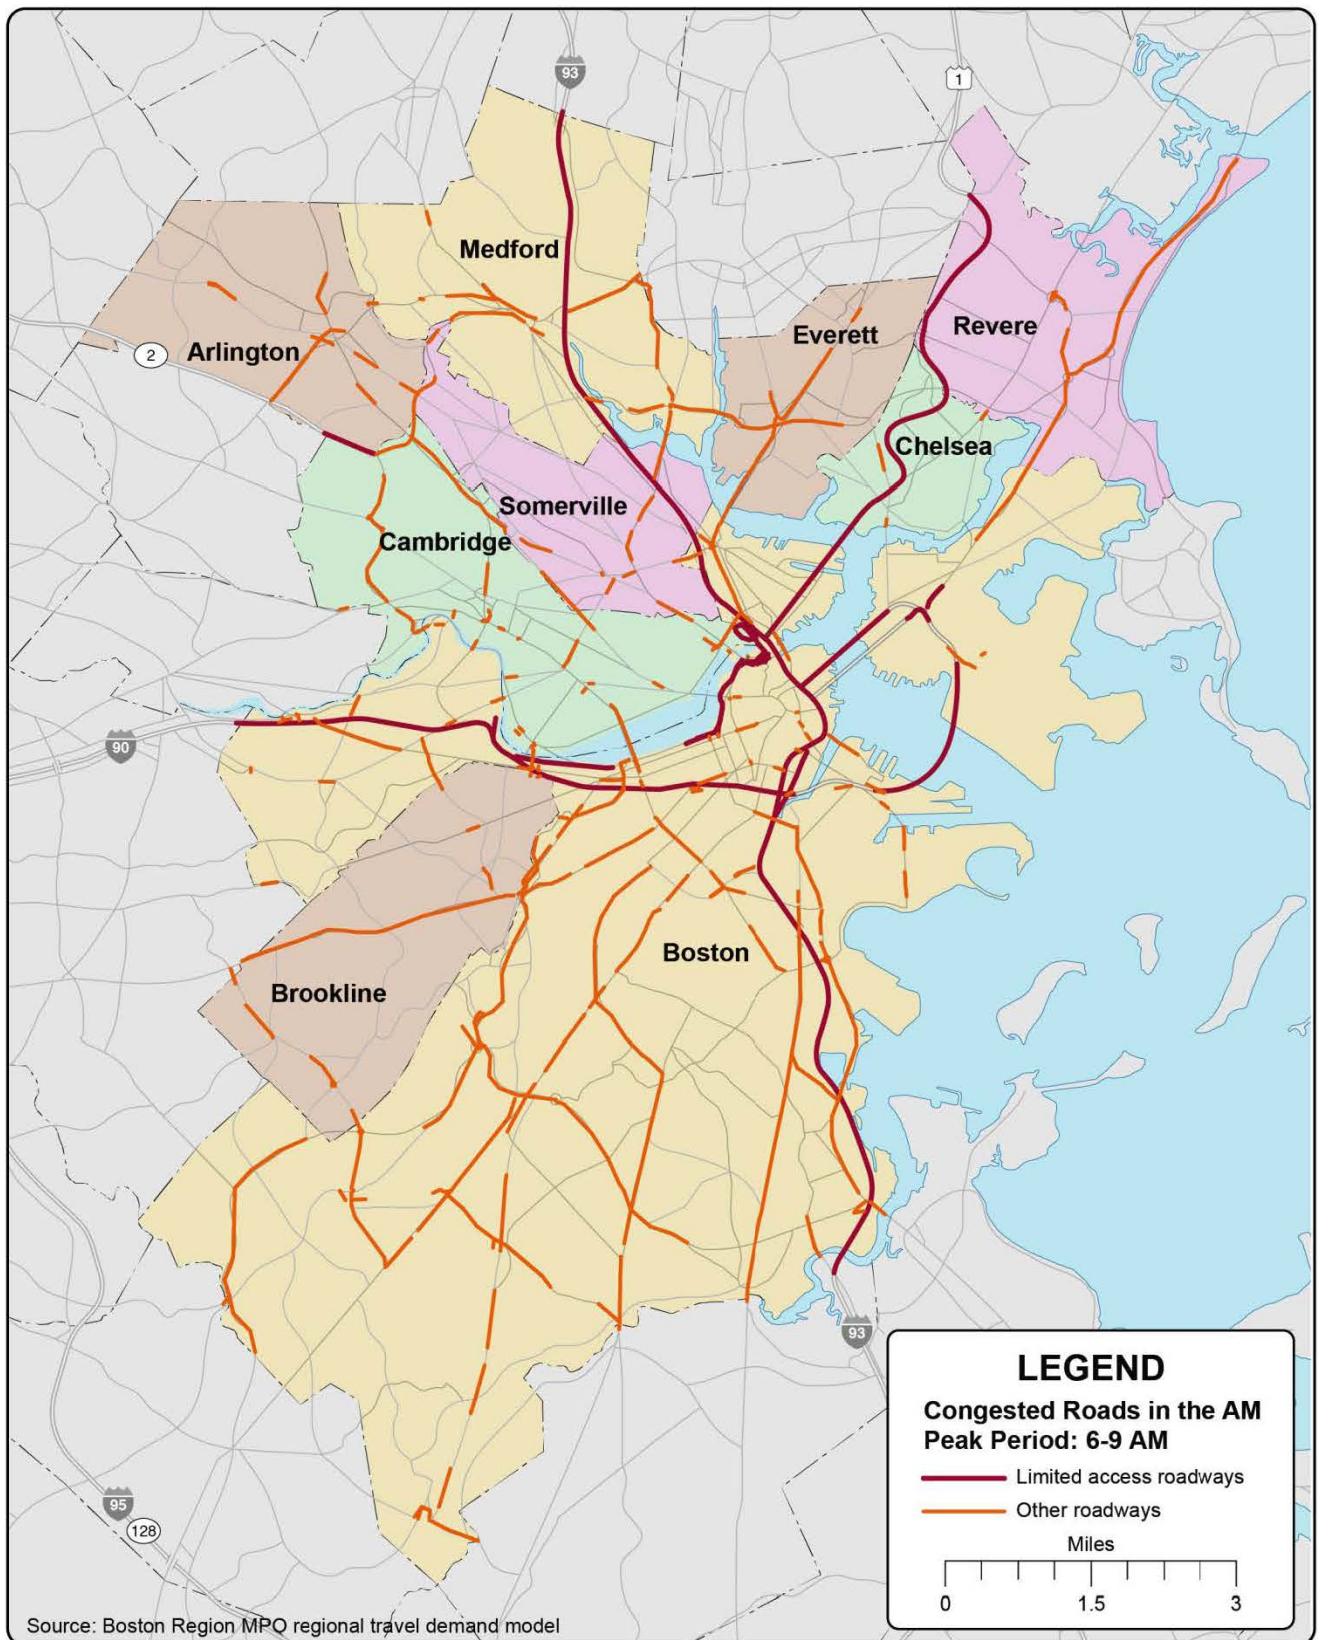 93
1
Medford
Revere
Everett
2
Arlington
Chelsea
Somerville
Cambridge
90
Boston
Brookline
93
LEGEND
Congested Roads in the AM
Peak Period: 6-9 AM
Limited access roadways
Other roadways
Miles
0 1.5 3
95
128
Source: Boston Region MPO regional travel demand model